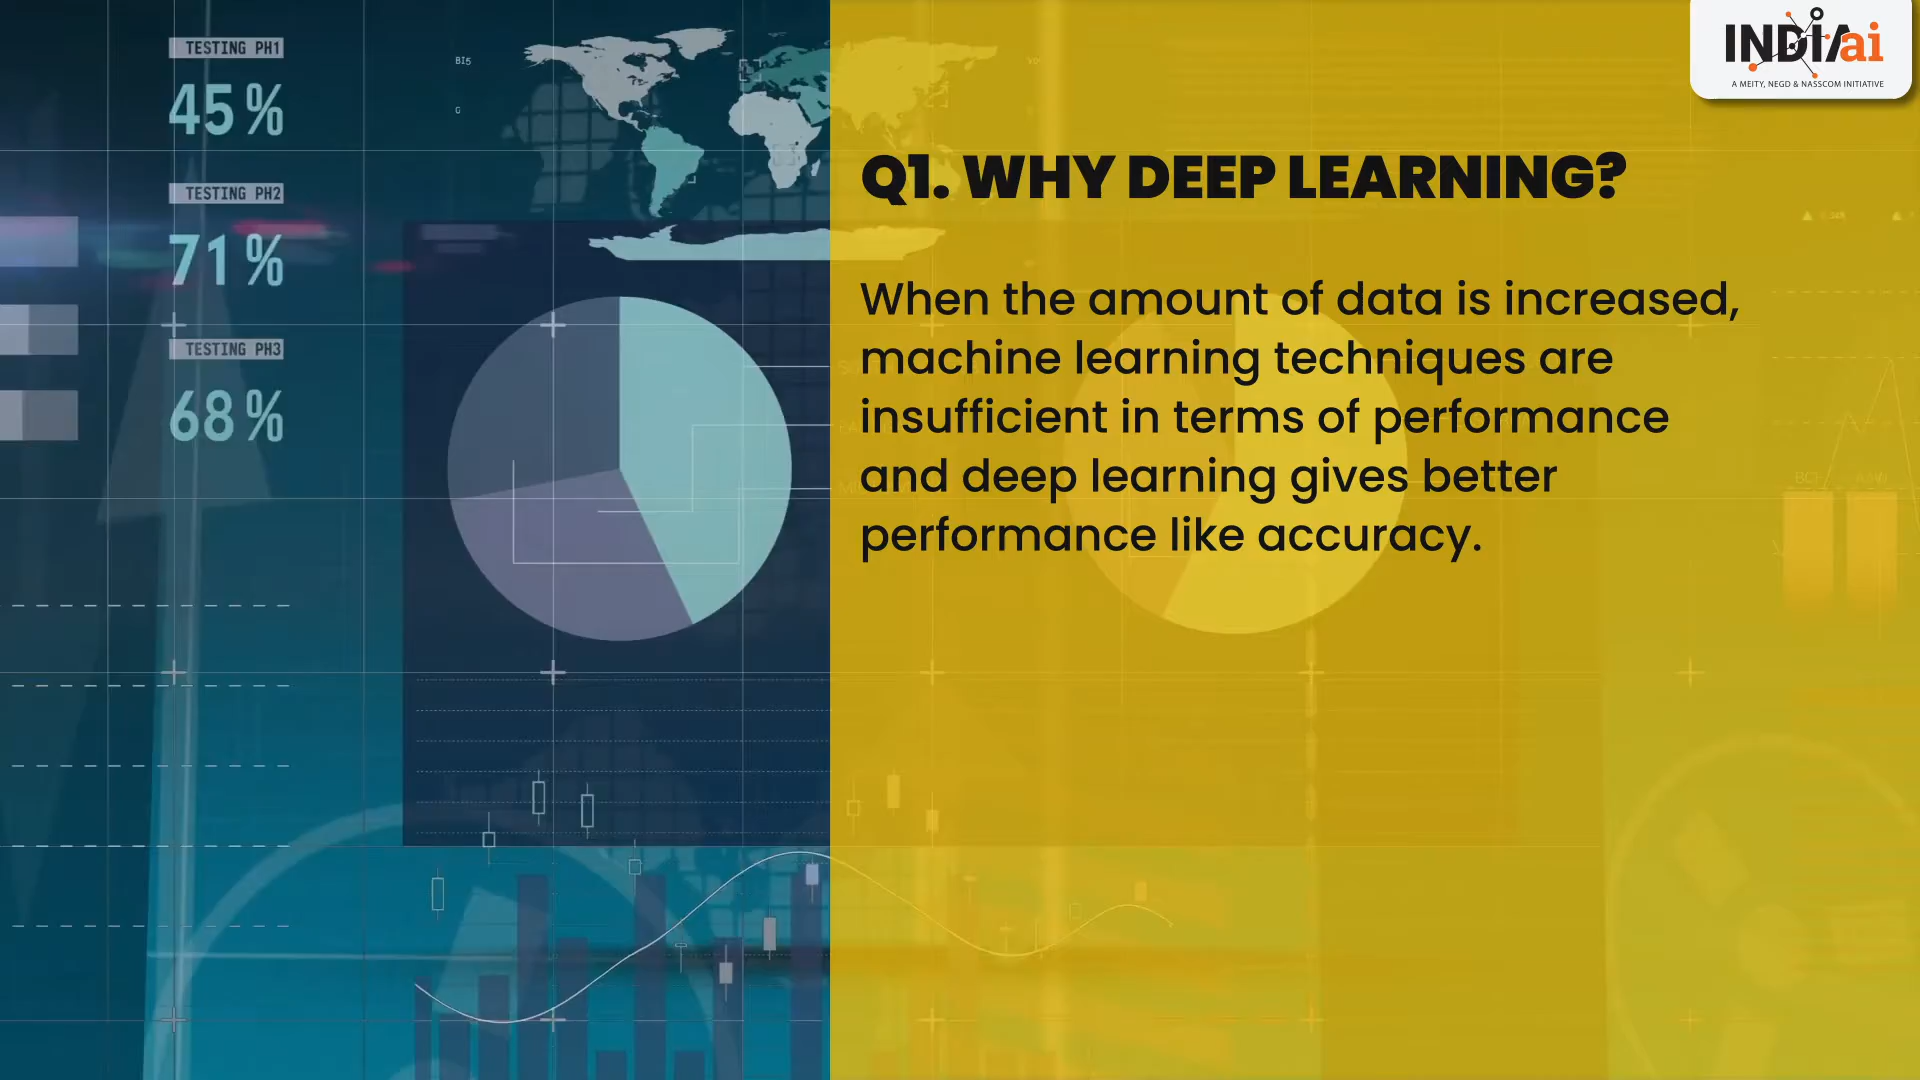 TESTING PH1
45%
TESTING PH2
71%
TESTING PH3
68%
BI5
G
INDIAai
A MEITY, NEGD & NASSCOM INITIATIVE
Q1. WHY DEEP LEARNING?
When the amount of data is increased,
machine learning techniques are
insufficient in terms of performance
and deep learning gives better
performance like accuracy.